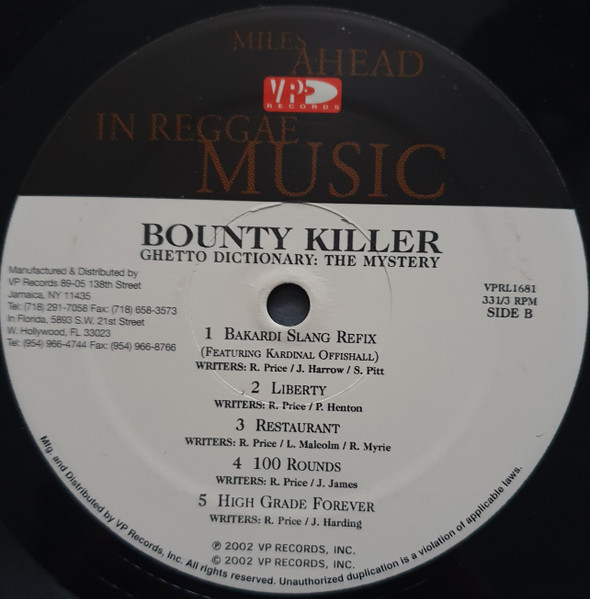 MILES
AHEAD
VP
RECORDS
IN REGGAE
MUSIC
BOUNTY KILLER
GHETTO DICTIONARY: THE MYSTERY
Manufactured & Distributed by
VP Records 89-05 138th Street
Jamaica, NY 11435
Tel: (718) 291-7058 Fax: (718) 658-3573
In Florida, 5893 S.W. 21st Street
W. Hollywood, FL 33023
Tel: (954) 966-4744 Fax: (954) 966-8766
VPRL1681
33 1/3 RPM
SIDE B
1 BAKARDI SLANG REFIX
(FEATURING KARDINAL OFFISHALL)
WRITERS: R. Price / J. Harrow / S. Pitt
2 LIBERTY
WRITERS: R. Price / P. Henton
3 RESTAURANT
WRITERS: R. Price / L. Malcolm / R. Myrie
4 100 ROUNDS
WRITERS: R. Price / J. James
5 HIGH GRADE FOREVER
WRITERS: R. Price / J. Harding
℗ 2002 VP RECORDS, INC.
© 2002 VP RECORDS, INC.
Mfg. and Distributed by VP Records, Inc. All rights reserved. Unauthorized duplication is a violation of applicable laws.